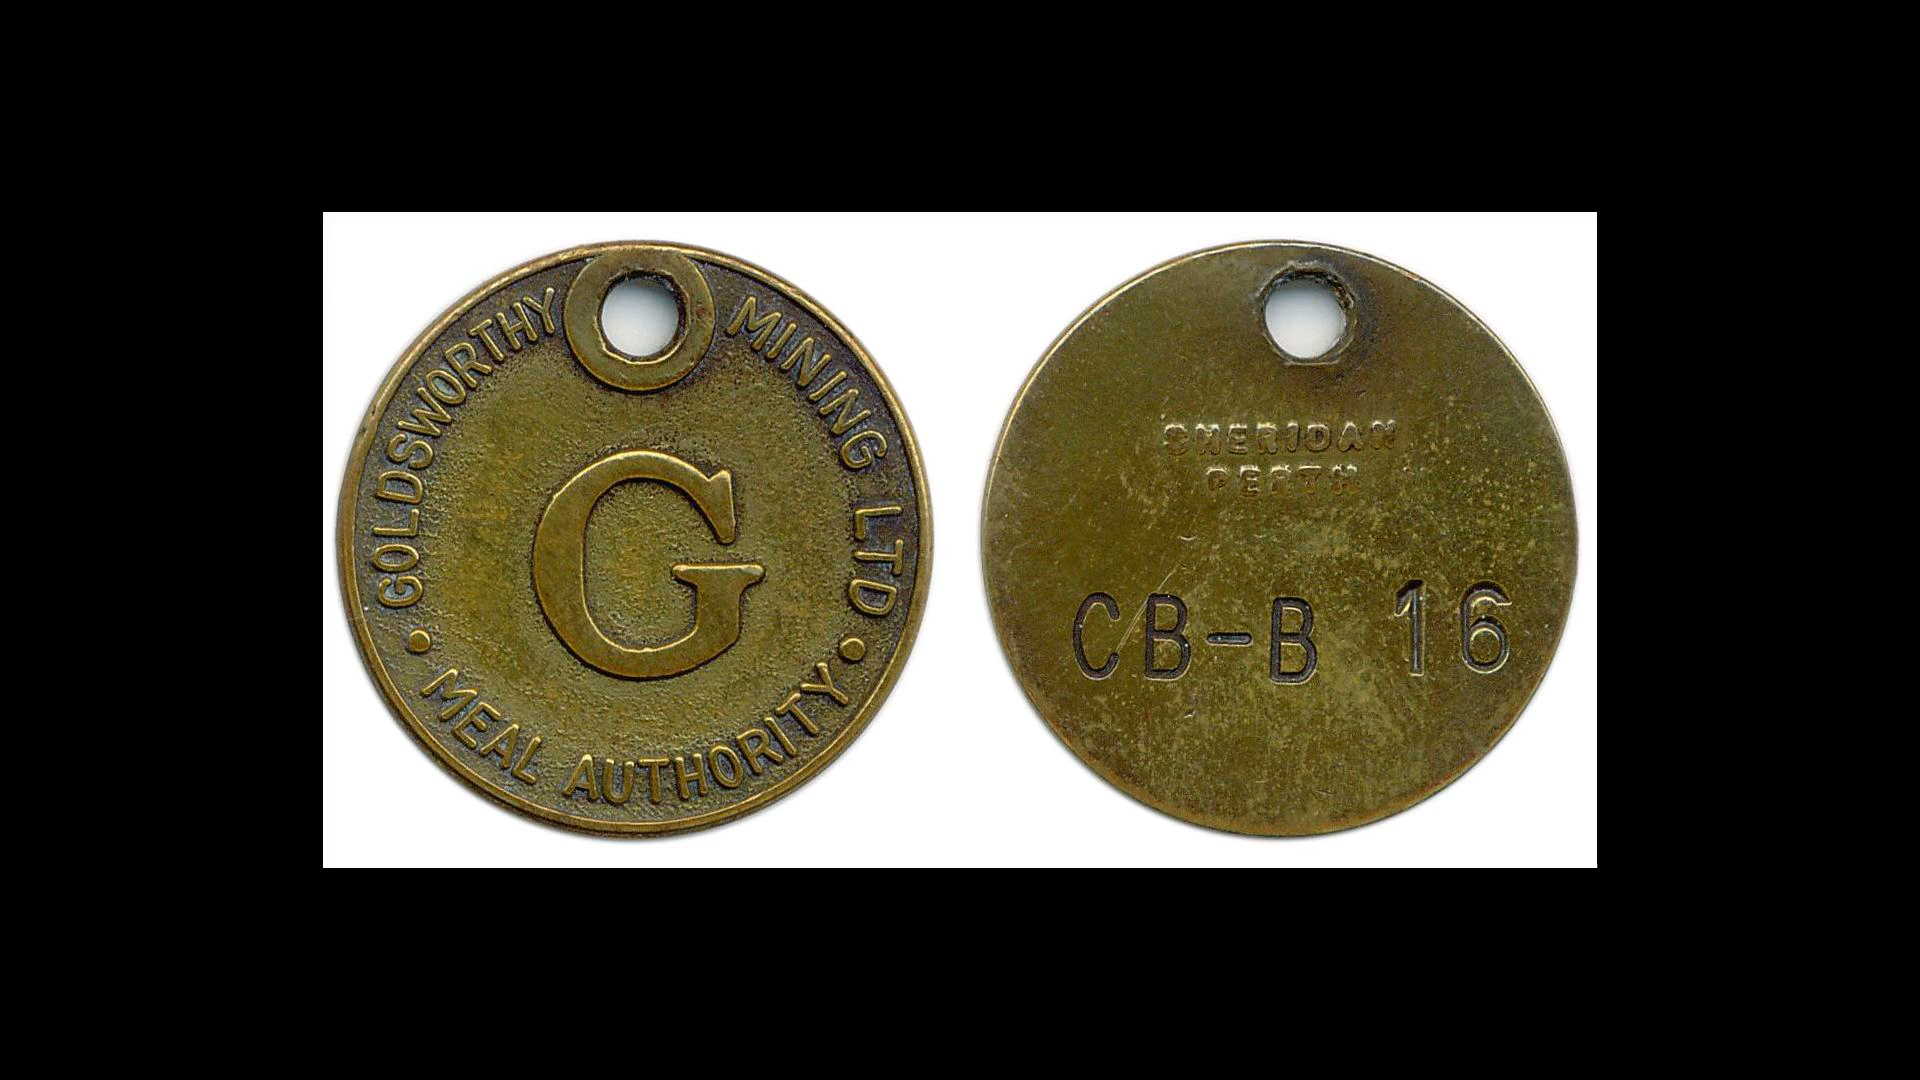 GOLDSWORTHY MINING LTD
G
• MEAL AUTHORITY •
SHERIDAN
PERTH
CB-B 16